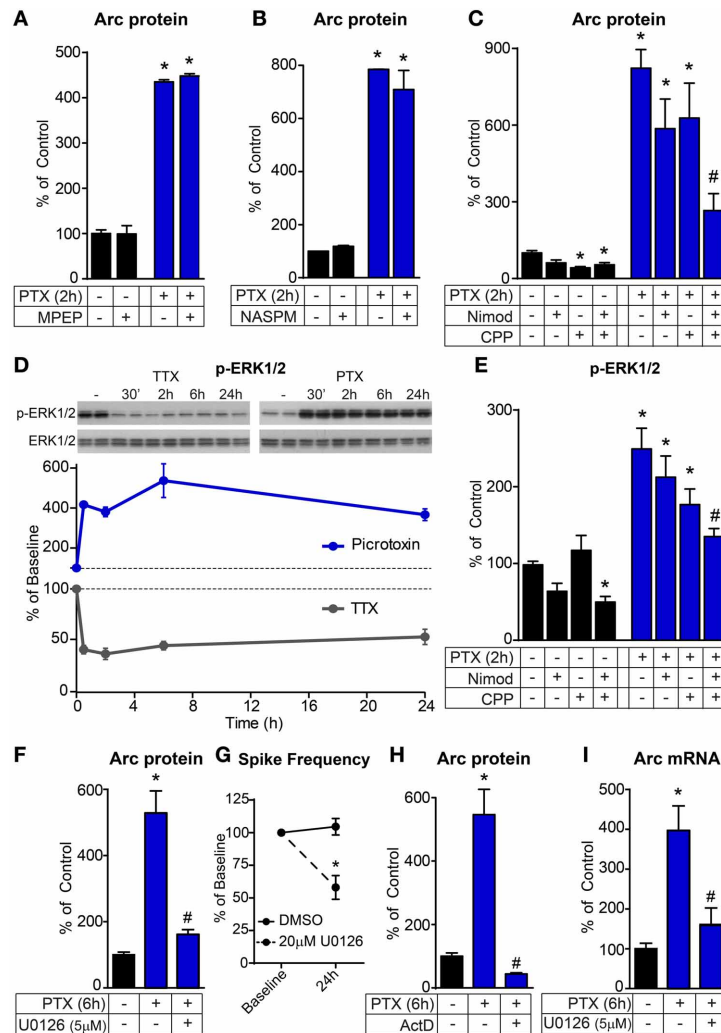 A Arc protein
% of Control
500
400
300
200
100
0
* *
PTX (2h) - - + +
MPEP - + - +
B Arc protein
% of Control
800
600
400
200
0
* *
PTX (2h) - - + +
NASPM - + - +
C Arc protein
% of Control
900
600
300
0
* * * * * #
PTX (2h) - - - - + + + +
Nimod - + - + - + - +
CPP - - + + - - + +
D p-ERK1/2
TTX PTX
- 30' 2h 6h 24h - 30' 2h 6h 24h
p-ERK1/2
ERK1/2
% of Baseline
600
400
200
Picrotoxin
100
50
0
TTX
0 4 8 12 16 20 24
Time (h)
E p-ERK1/2
% of Control
300
200
100
0
* * * * #
PTX (2h) - - - - + + + +
Nimod - + - + - + - +
CPP - - + + - - + +
F Arc protein
% of Control
600
400
200
0
* #
PTX (6h) - + +
U0126 (5µM) - - +
G Spike Frequency
% of Baseline
125
100
75
50
25
0
*
DMSO
20µM U0126
Baseline 24h
H Arc protein
% of Control
600
400
200
0
* #
PTX (6h) - + +
ActD - - +
I Arc mRNA
% of Control
500
400
300
200
100
0
* #
PTX (6h) - + +
U0126 (5µM) - - +